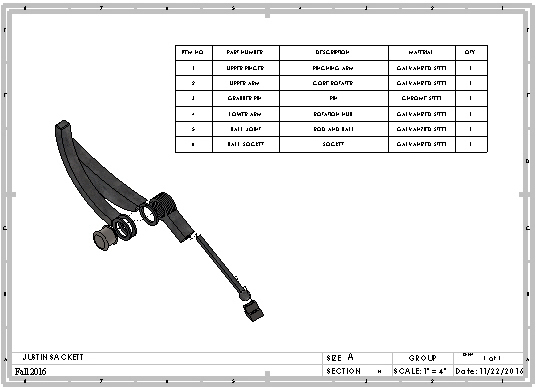 ITEM NO. PART NUMBER DESCRIPTION MATERIAL QTY.
1 UPPER PINCER PINCHING ARM GALVANIZED STEEL 1
2 UPPER ARM CORE ROTATER GALVANIZED STEEL 1
3 GRABBER PIN PIN CHROME STEEL 1
4 LOWER ARM ROTATION HUB GALVANIZED STEEL 1
5 BALL JOINT ROD AND BALL GALVANIZED STEEL 1
6 BALL SOCKET SOCKET GALVANIZED STEEL 1
JUSTIN SACKETT
SIZE A GROUP 1 of 1
Fall 2016
SECTION SCALE: 1" = 4" Date: 11/22/2016